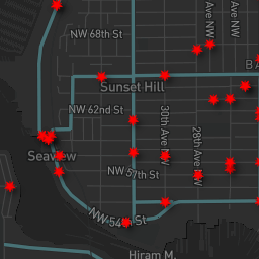 Ave NW
Ave NW
NW 68th St
BA
Sunset Hill
NW 62nd St
30th Ave NW
28th Ave NW
Seaview
NW 57th St
NW 54th St
Hiram M.